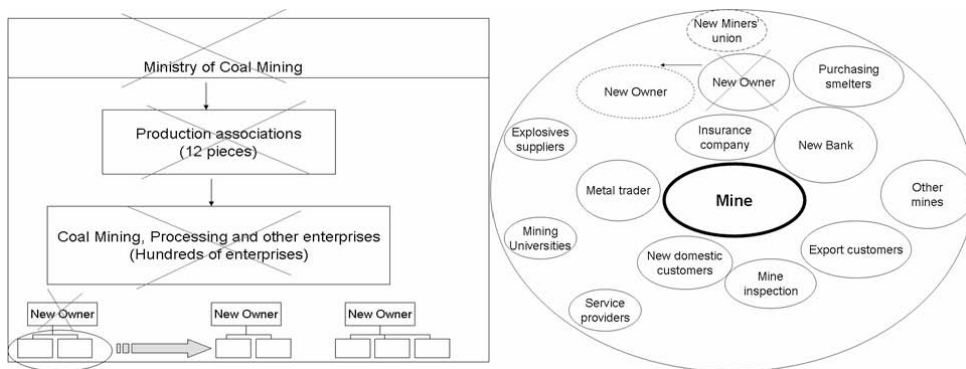 Ministry of Coal Mining
Production associations
(12 pieces)
Coal Mining, Processing and other enterprises
(Hundreds of enterprises)
New Owner
New Owner
New Owner
New Miners'
union
New Owner
New Owner
Purchasing
smelters
Explosives
suppliers
Insurance
company
New Bank
Metal trader
Mine
Other
mines
Mining
Universities
New domestic
customers
Export customers
Mine
inspection
Service
providers